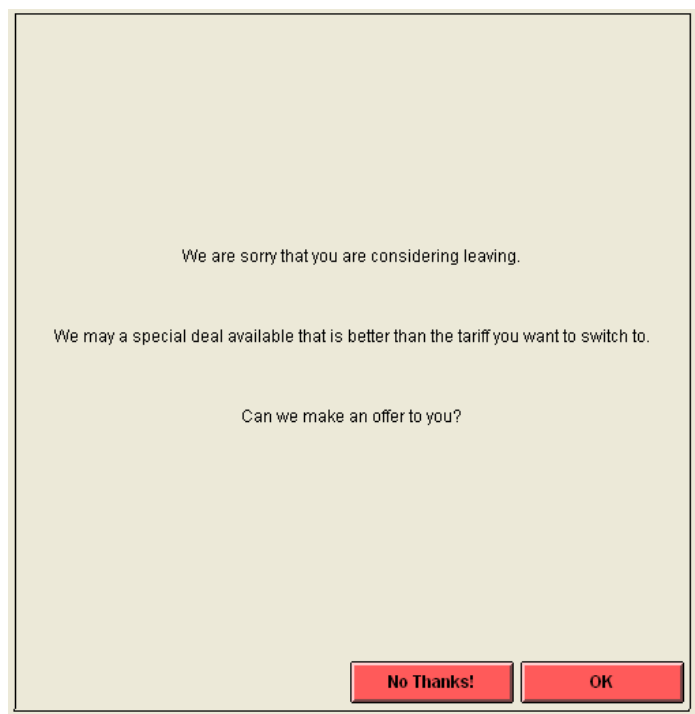 We are sorry that you are considering leaving.
We may a special deal available that is better than the tariff you want to switch to.
Can we make an offer to you?
No Thanks!
OK